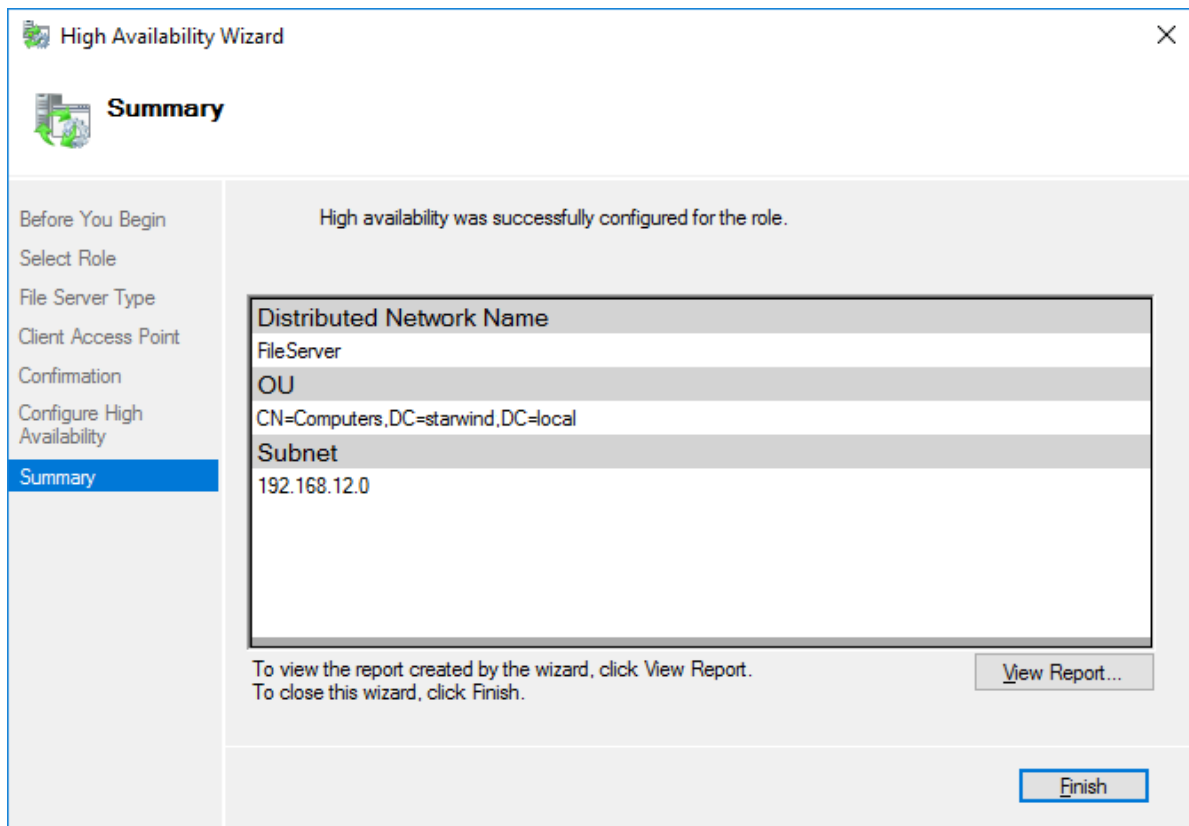 High Availability Wizard
Summary
Before You Begin
Select Role
File Server Type
Client Access Point
Confirmation
Configure High
Availability
Summary
High availability was successfully configured for the role.
Distributed Network Name
FileServer
OU
CN=Computers,DC=starwind,DC=local
Subnet
192.168.12.0
To view the report created by the wizard, click View Report.
To close this wizard, click Finish.
View Report...
Finish